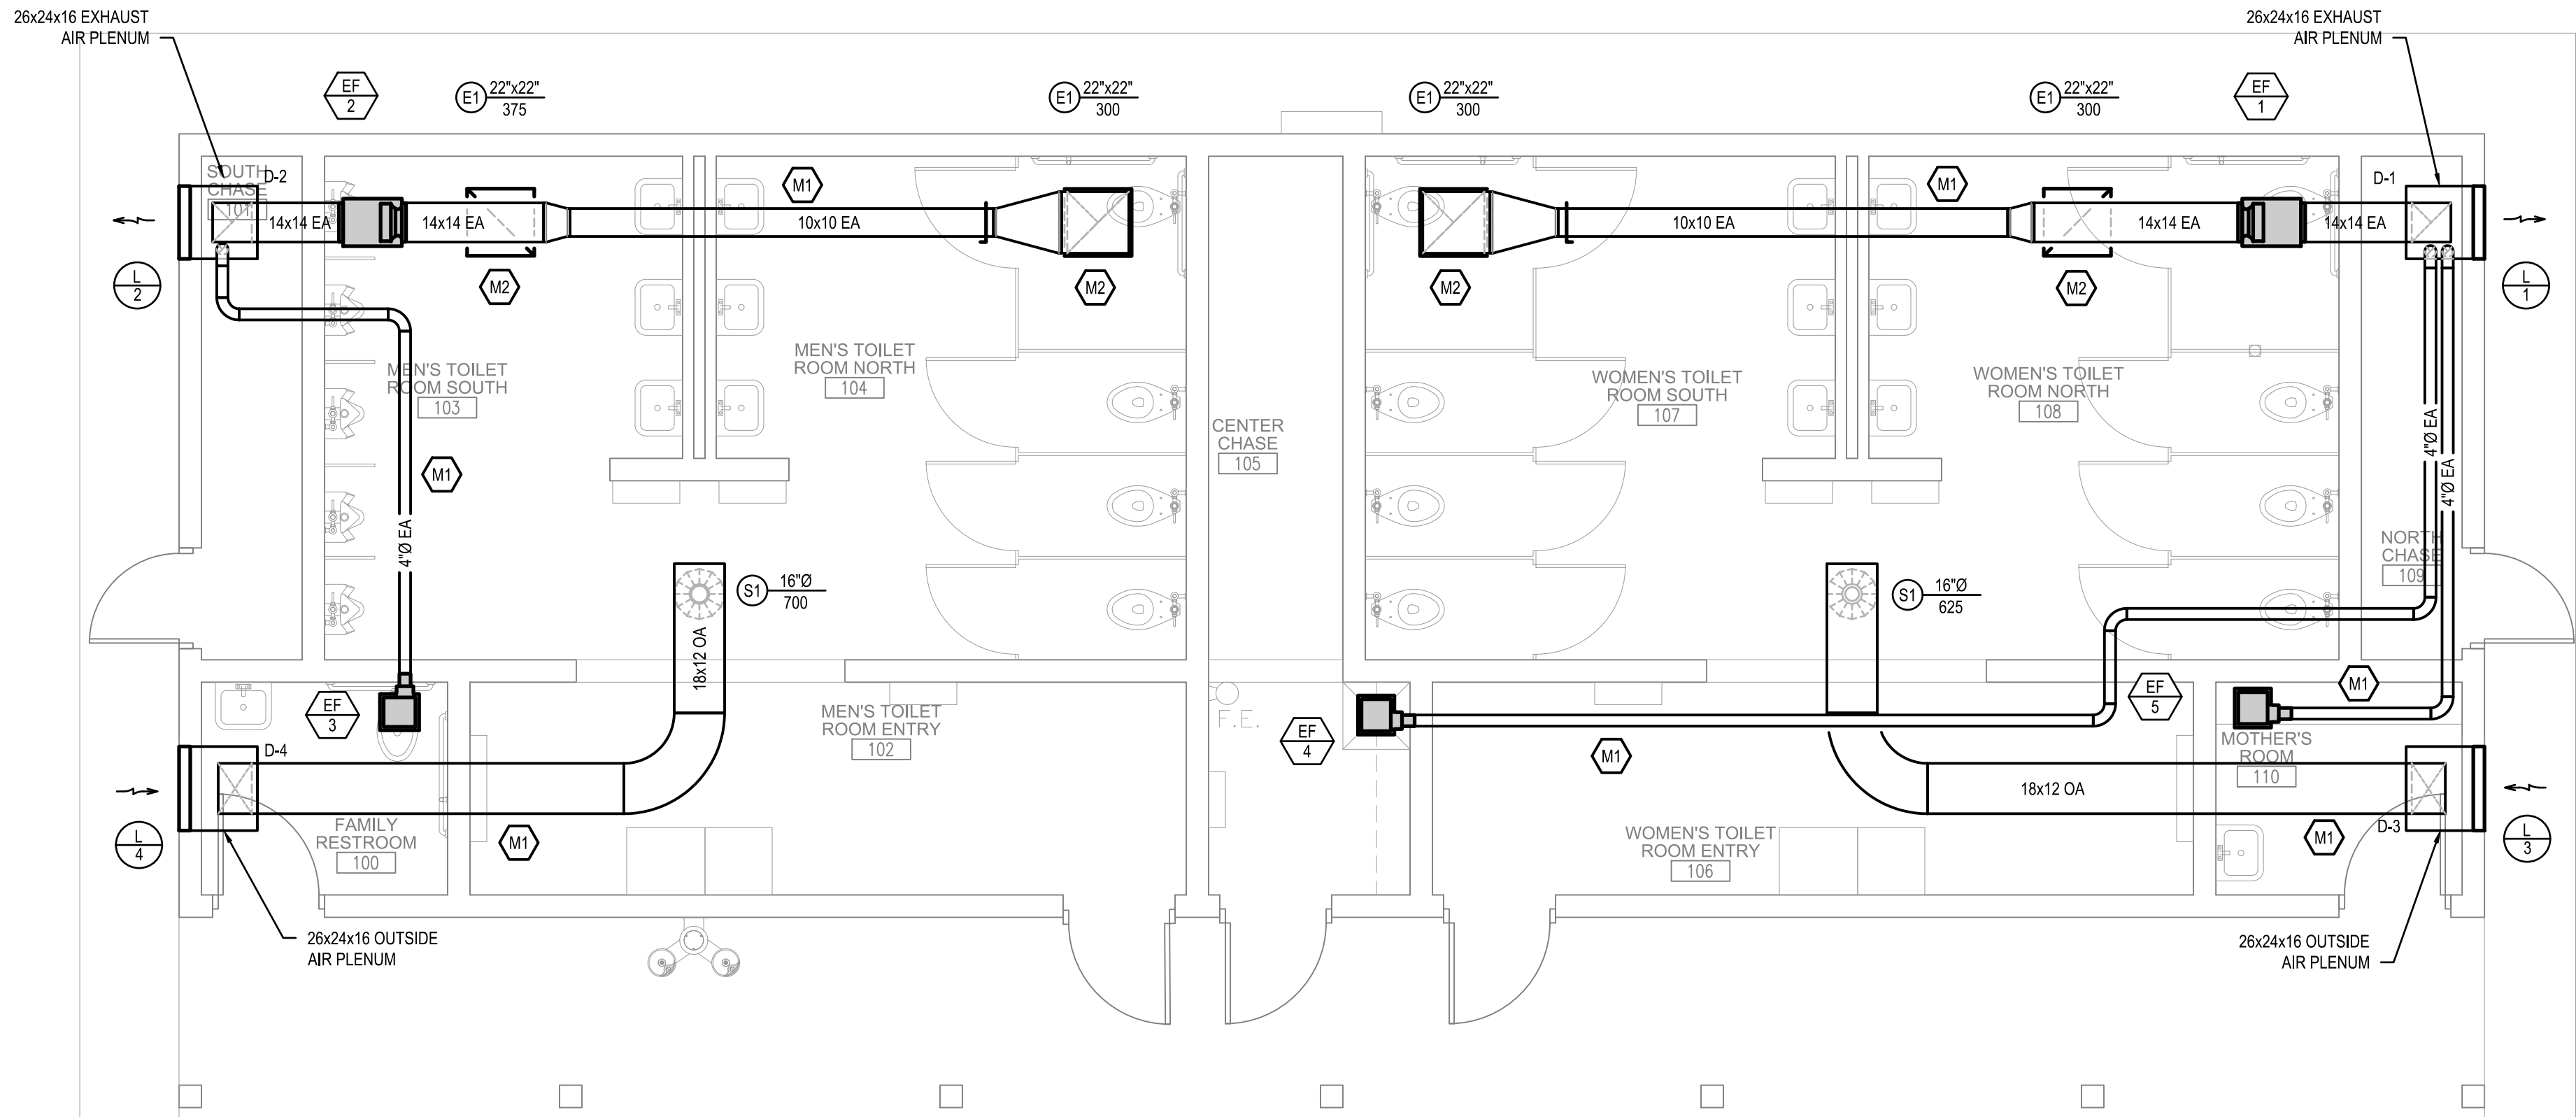 26x24x16 EXHAUST
AIR PLENUM
26x24x16 EXHAUST
AIR PLENUM
EF
2
E1 22"x22"
375
E1 22"x22"
300
E1 22"x22"
300
E1 22"x22"
300
EF
1
SOUTH
CHASE
101
D-2
M1
M1
D-1
14x14 EA
14x14 EA
10x10 EA
10x10 EA
14x14 EA
14x14 EA
L
2
M2
M2
M2
M2
L
1
MEN'S TOILET
ROOM SOUTH
103
MEN'S TOILET
ROOM NORTH
104
WOMEN'S TOILET
ROOM SOUTH
107
WOMEN'S TOILET
ROOM NORTH
108
CENTER
CHASE
105
M1
4"Ø EA
4"Ø EA
4"Ø EA
NORTH
CHASE
109
S1 16"Ø
700
S1 16"Ø
625
18x12 OA
EF
3
MEN'S TOILET
ROOM ENTRY
102
F.E.
EF
4
M1
EF
5
M1
MOTHER'S
ROOM
110
D-4
18x12 OA
D-3
L
4
FAMILY
RESTROOM
100
M1
WOMEN'S TOILET
ROOM ENTRY
106
M1
L
3
26x24x16 OUTSIDE
AIR PLENUM
26x24x16 OUTSIDE
AIR PLENUM